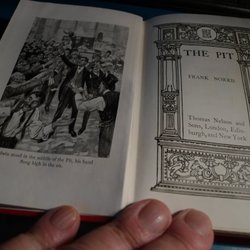 Jadwin stood in the middle of the Pit, his hand
flung high in the air.
THE PIT
FRANK NORRIS
Thomas Nelson and
Sons, London, Edin-
burgh, and New York